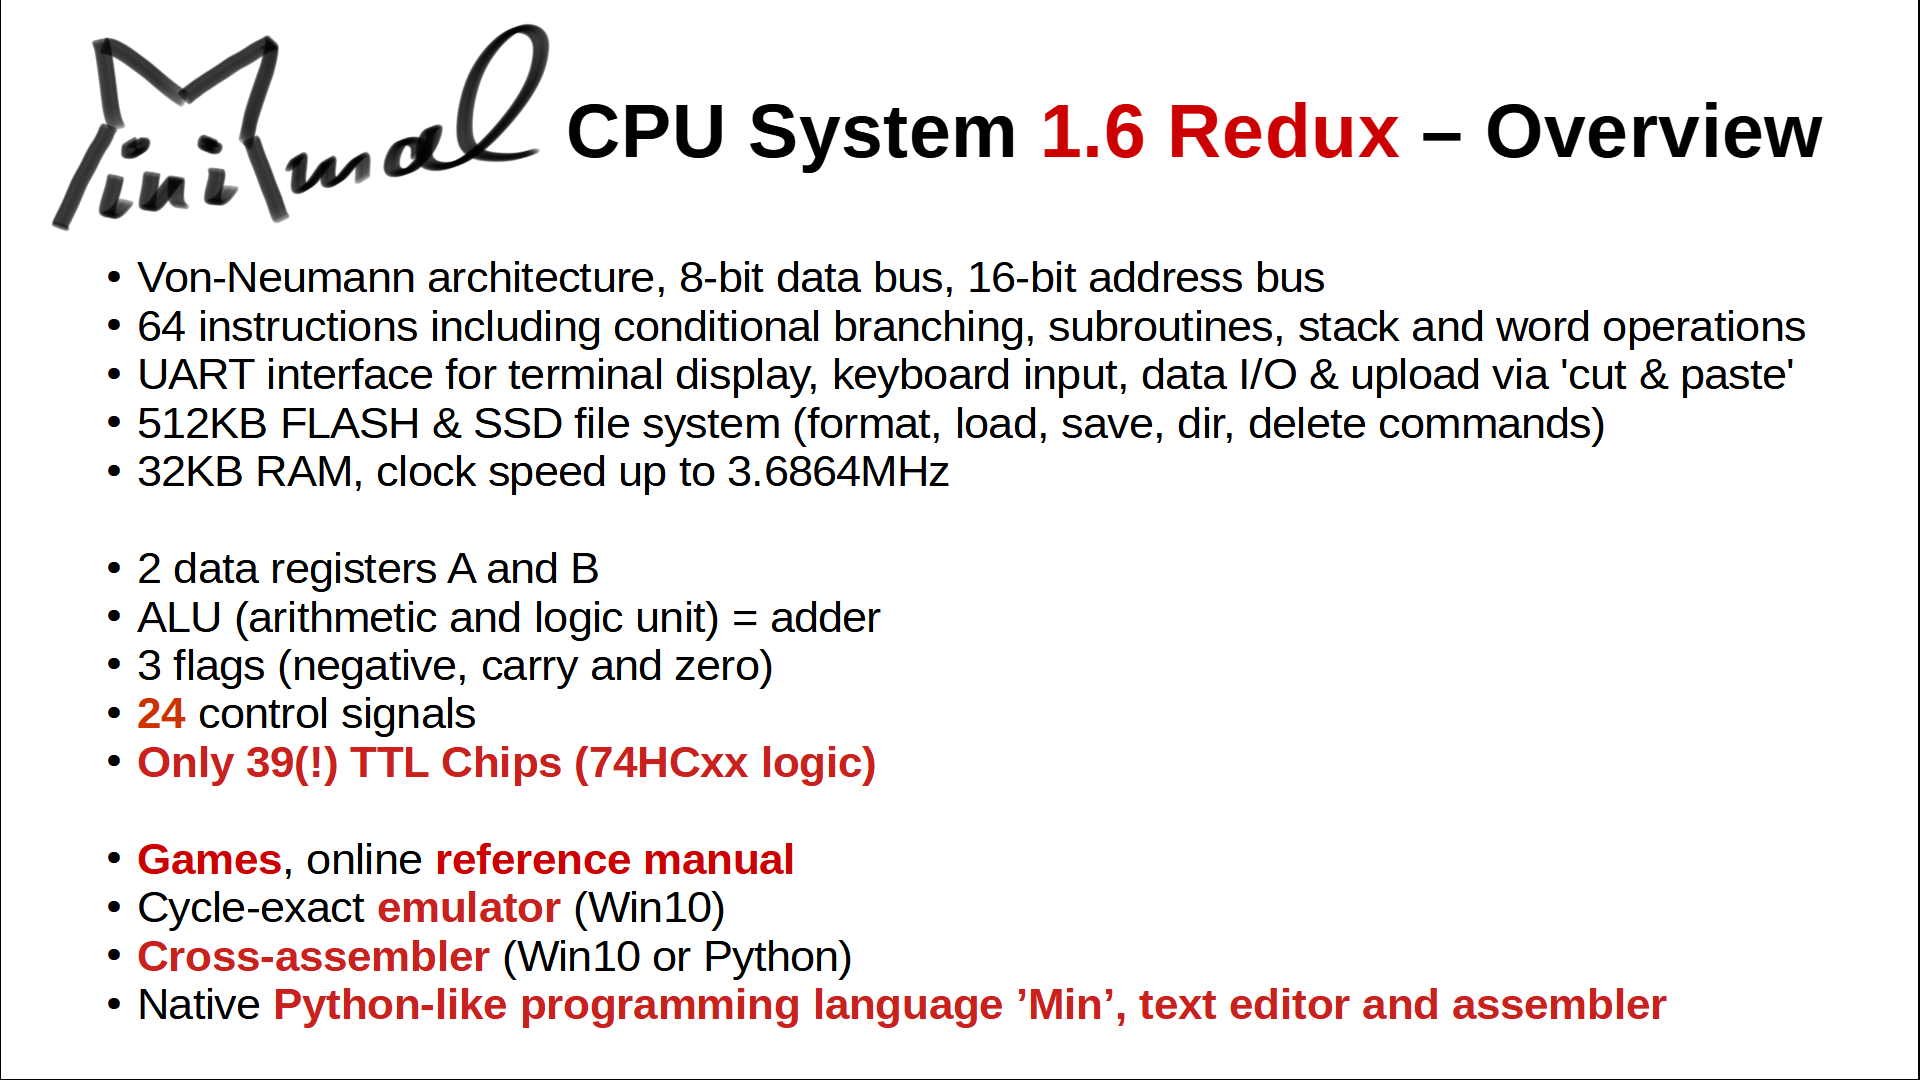 Minimal CPU System 1.6 Redux – Overview
• Von-Neumann architecture, 8-bit data bus, 16-bit address bus
• 64 instructions including conditional branching, subroutines, stack and word operations
• UART interface for terminal display, keyboard input, data I/O & upload via 'cut & paste'
• 512KB FLASH & SSD file system (format, load, save, dir, delete commands)
• 32KB RAM, clock speed up to 3.6864MHz
• 2 data registers A and B
• ALU (arithmetic and logic unit) = adder
• 3 flags (negative, carry and zero)
• 24 control signals
• Only 39(!) TTL Chips (74HCxx logic)
• Games, online reference manual
• Cycle-exact emulator (Win10)
• Cross-assembler (Win10 or Python)
• Native Python-like programming language ’Min’, text editor and assembler